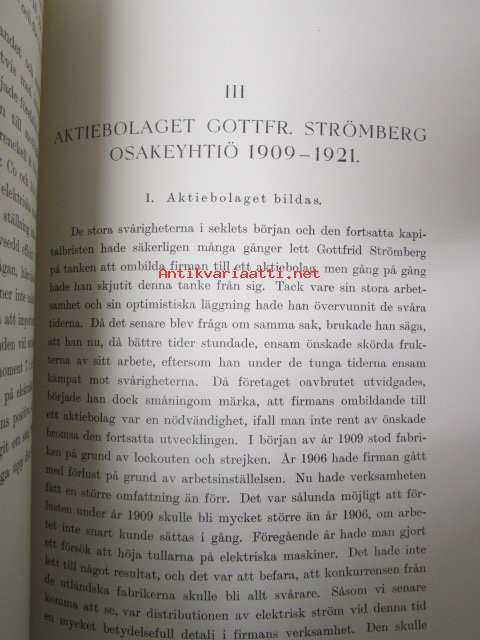 III
AKTIEBOLAGET GOTTFR. STRÖMBERG
OSAKEYHTIÖ 1909–1921.
I. Aktiebolaget bildas.
De stora svårigheterna i seklets början och den fortsatta kapi-
talbristen hade säkerligen många gånger lett Gottfrid Strömberg
på tanken att ombilda firman till ett aktiebolag, men gång på gång
Antikvariaatti.net
hade han skjutit denna tanke från sig. Tack vare sin stora arbet-
samhet och sin optimistiska läggning hade han övervunnit de svåra
tiderna. Då det senare blev fråga om samma sak, brukade han säga,
att han nu, då bättre tider stundade, ensam önskade skörda fruk-
terna av sitt arbete, eftersom han under de tunga tiderna ensam
kämpat mot svårigheterna. Då företaget oavbrutet utvidgades,
började han dock småningom märka, att firmans ombildande till
ett aktiebolag var en nödvändighet, ifall man inte rent av önskade
bromsa den fortsatta utvecklingen. I början av år 1909 stod fabri-
ken på grund av lockouten och strejken. År 1906 hade firman gått
med förlust på grund av arbetsinställelsen. Nu hade verksamheten
fått en större omfattning än förr. Det var sålunda möjligt att för-
lusten under år 1909 skulle bli mycket större än år 1906, om arbe-
tet inte snart kunde sättas i gång. Föregående år hade man gjort
ett försök att höja tullarna på elektriska maskiner. Det hade inte
lett till något resultat, och det var att befara, att konkurrensen från
de utländska fabrikerna skulle bli allt svårare. Såsom vi senare
komma att se, var distributionen av elektrisk ström vid denna tid
en mycket betydelsefull detalj i firmans verksamhet. Den skulle